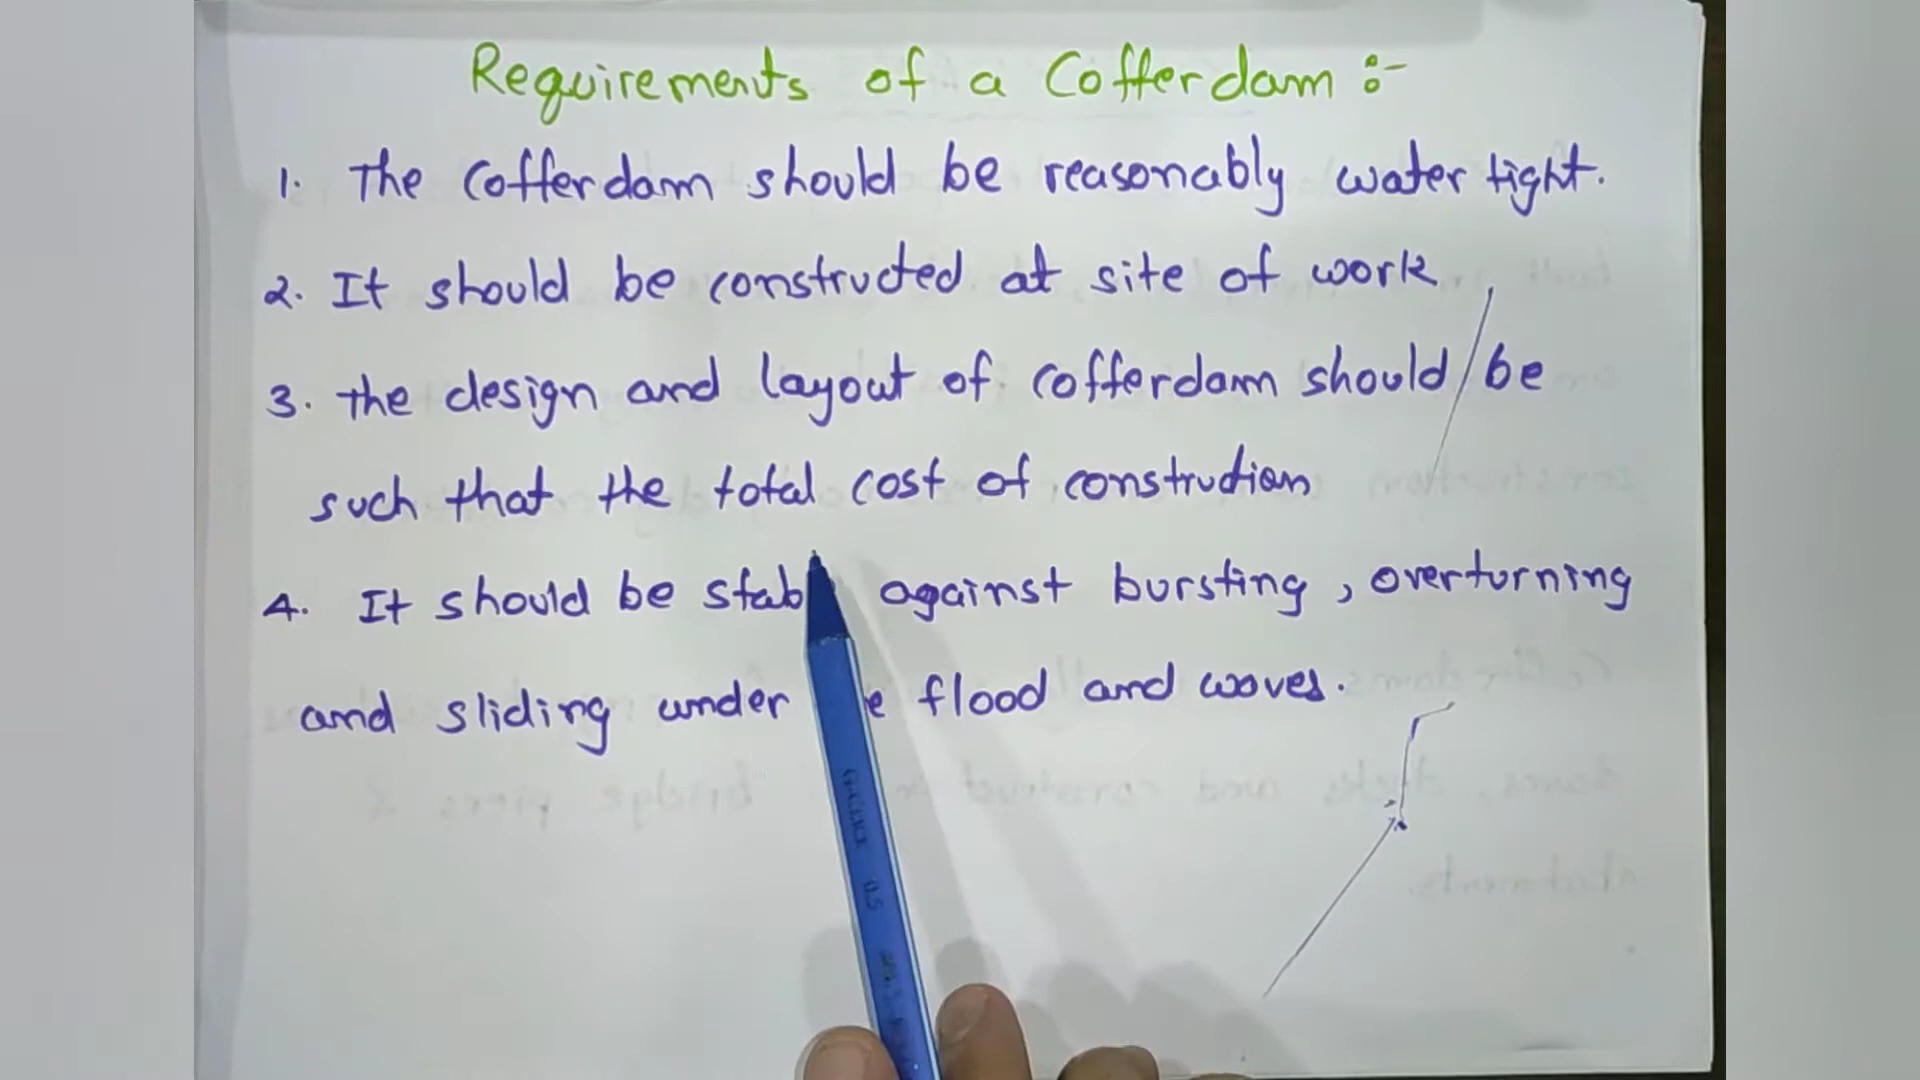 Requirements of a Cofferdam :-
1. The Cofferdam should be reasonably water tight.
2. It should be constructed at site of work
3. the design and layout of cofferdam should be
such that the total cost of construction
4. It should be against bursting, overturning
and sliding under flood and waves.
0.5